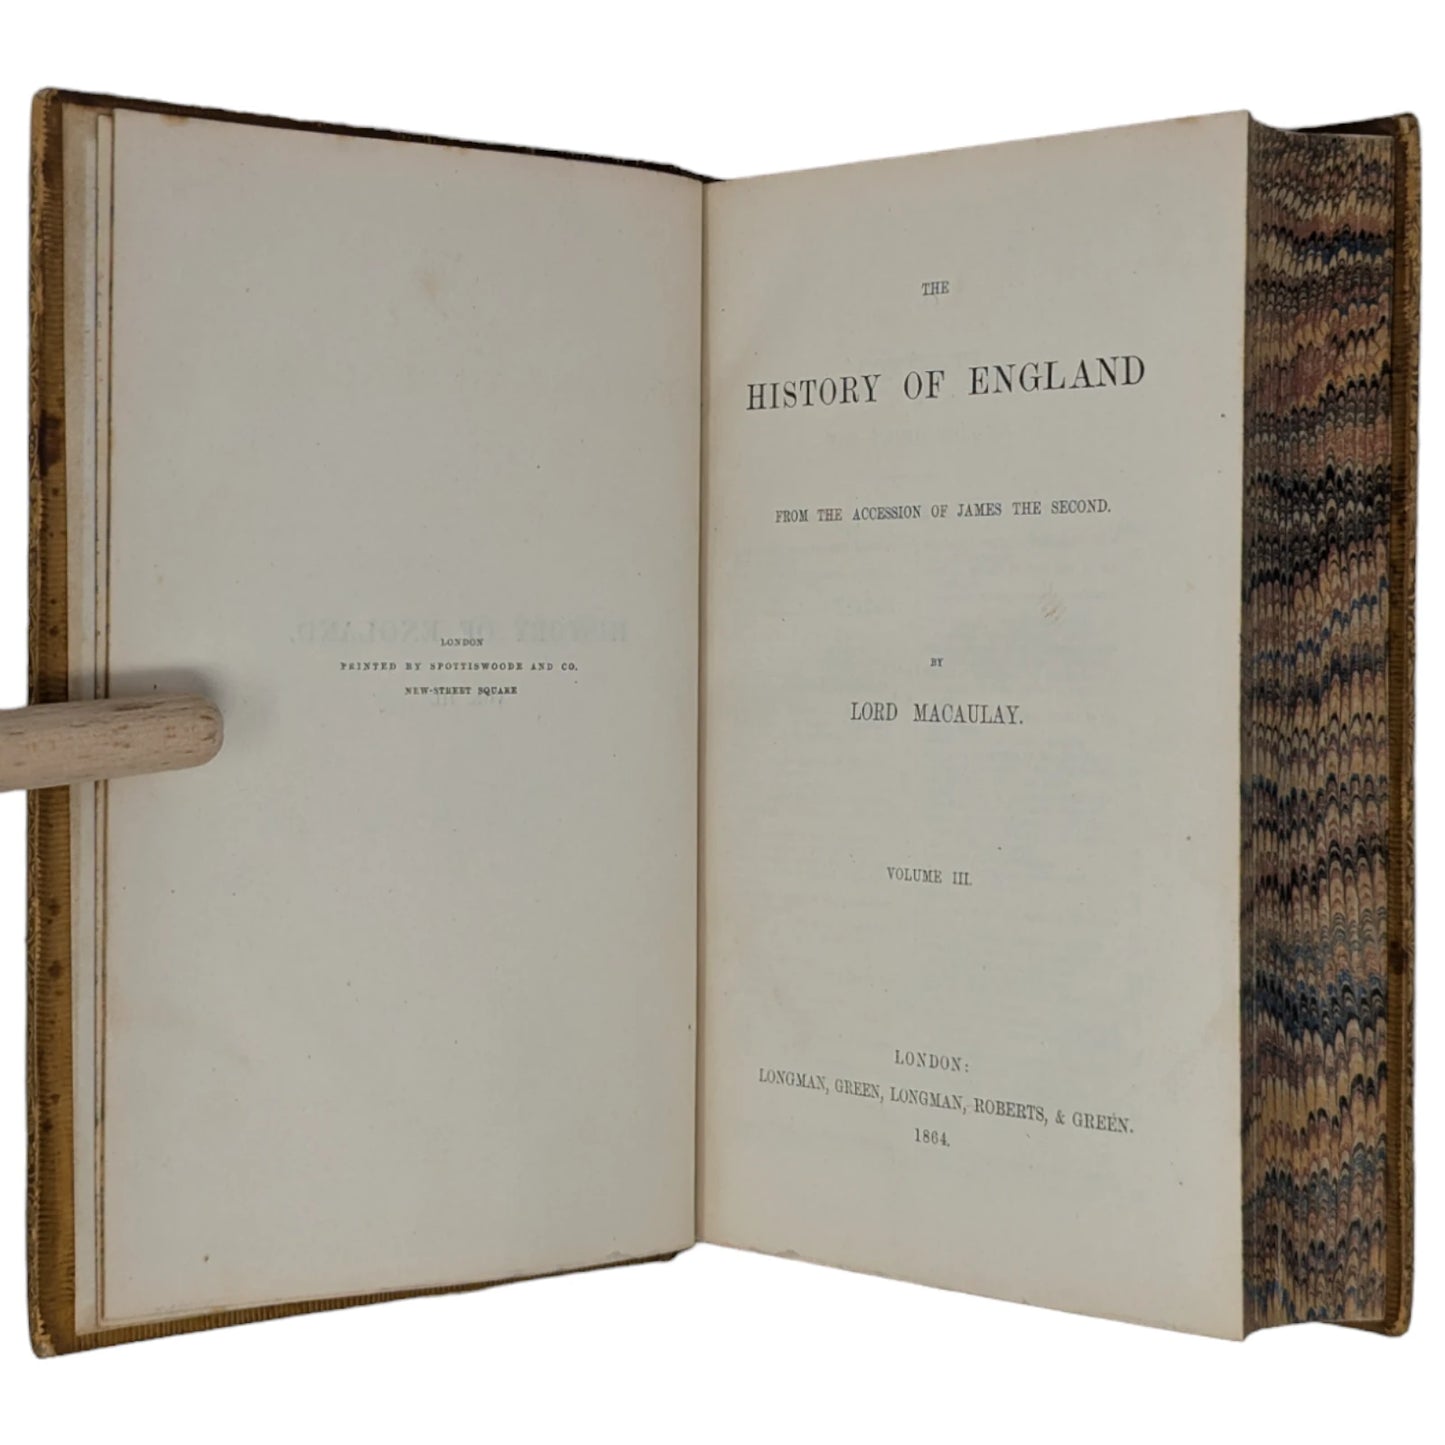 LONDON
PRINTED BY SPOTTISWOODE AND CO.
NEW-STREET SQUARE
THE
HISTORY OF ENGLAND
FROM THE ACCESSION OF JAMES THE SECOND.
BY
LORD MACAULAY.
VOLUME III.
LONDON:
LONGMAN, GREEN, LONGMAN, ROBERTS, & GREEN.
1864.